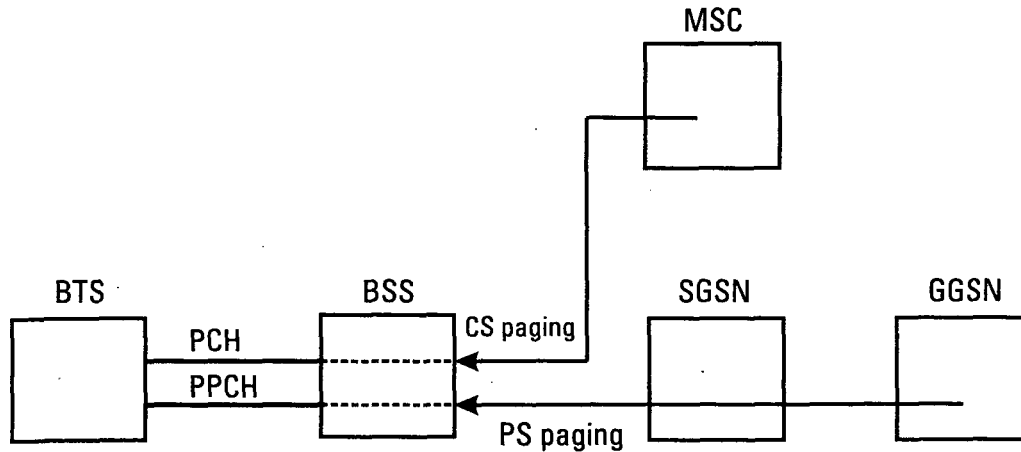 MSC
BTS
BSS
SGSN
GGSN
CS paging
PCH
PPCH
PS paging